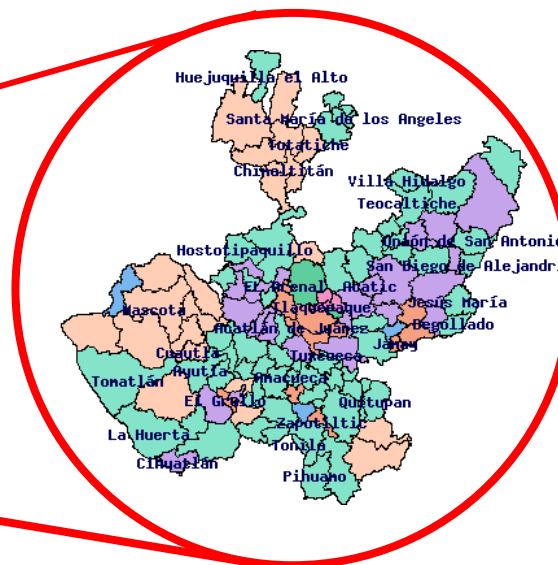 Huejuquilla el Alto
Santa María de los Angeles
Totatiche
Chimaltitán
Villa Hidalgo
Teocaltiche
Unión de San Antonio
Hostotipaquillo
San Diego de Alejandrí
El Arenal
Acatic
Mascota
Tlaquepaque
Jesús María
Acatlán de Juárez
Degollado
Jamay
Cuautla
Tuxcueca
Ayutla
Tomatlán
Amacueca
El Grullo
Quitupan
Zapotiltic
La Huerta
Tonila
Cihuatlán
Pihuamo